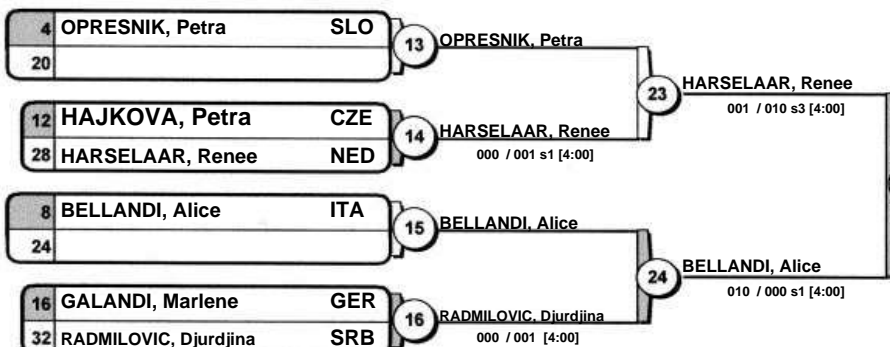 4 OPRESNIK, Petra SLO
20
13 OPRESNIK, Petra
12 HAJKOVA, Petra CZE
28 HARSELAAR, Renee NED
14 HARSELAAR, Renee
000 / 001 s1 [4:00]
23 HARSELAAR, Renee
001 / 010 s3 [4:00]
8 BELLANDI, Alice ITA
24
15 BELLANDI, Alice
16 GALANDI, Marlene GER
32 RADMILOVIC, Djurdjina SRB
16 RADMILOVIC, Djurdjina
000 / 001 [4:00]
24 BELLANDI, Alice
010 / 000 s1 [4:00]